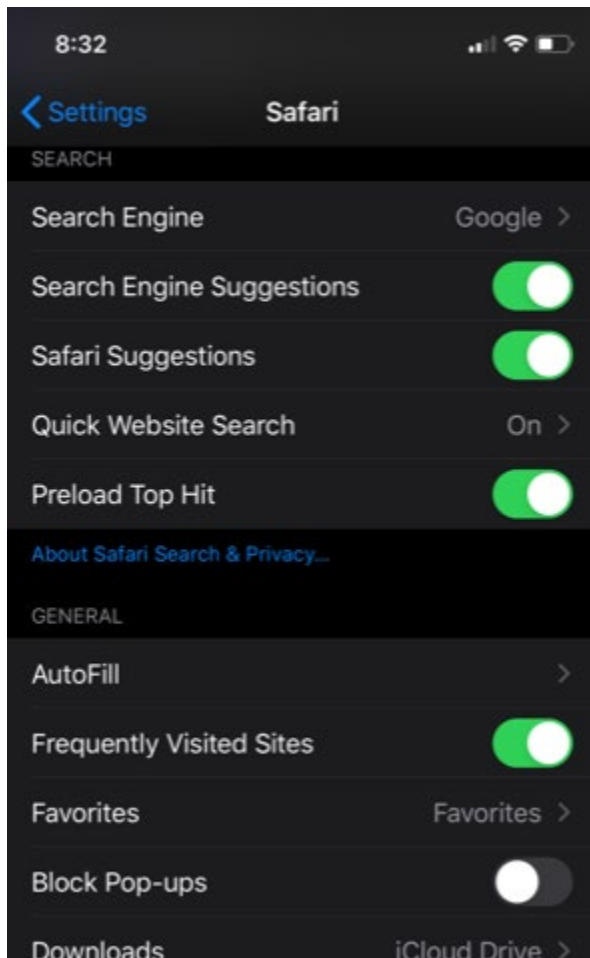 8:32
Settings
Safari
SEARCH
Search Engine Google
Search Engine Suggestions
Safari Suggestions
Quick Website Search On
Preload Top Hit
About Safari Search & Privacy...
GENERAL
AutoFill
Frequently Visited Sites
Favorites Favorites
Block Pop-ups
Downloads iCloud Drive